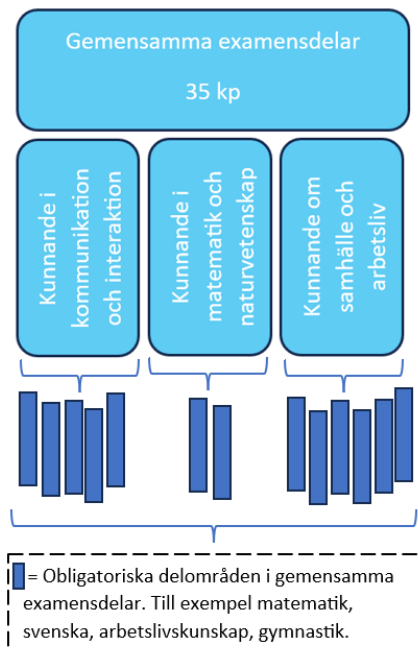 Gemensamma examensdelar
35 kp
Kunnande i
kommunikation
och interaktion
Kunnande i
matematik och
naturvetenskap
Kunnande om
samhälle och
arbetsliv
= Obligatoriska delområden i gemensamma
examensdelar. Till exempel matematik,
svenska, arbetslivskunskap, gymnastik.